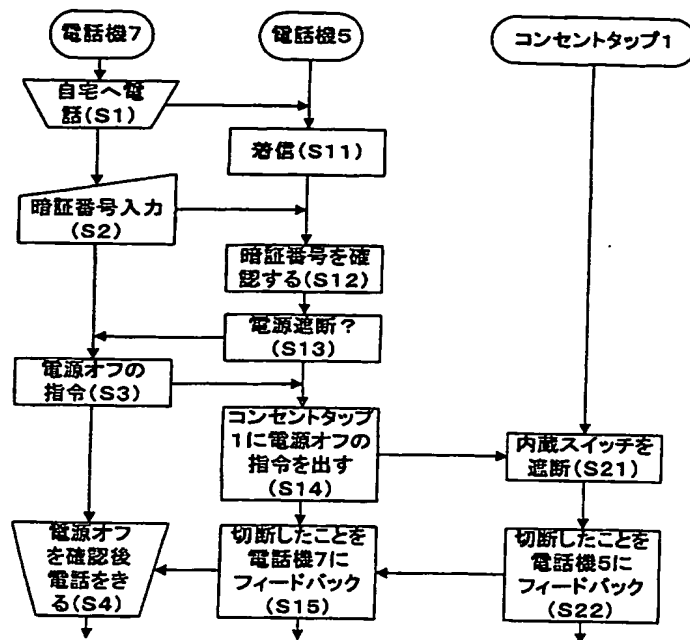 電話機7
電話機5
コンセントタップ1
自宅へ電
話(S1)
着信(S11)
暗証番号入力
(S2)
暗証番号を確
認する(S12)
電源遮断?
(S13)
電源オフの
指令(S3)
コンセントタップ
1に電源オフの
指令を出す
(S14)
内蔵スイッチを
遮断(S21)
電源オフ
を確認後
電話をき
る(S4)
切断したことを
電話機7に
フィードバック
(S15)
切断したことを
電話機5に
フィードバック
(S22)